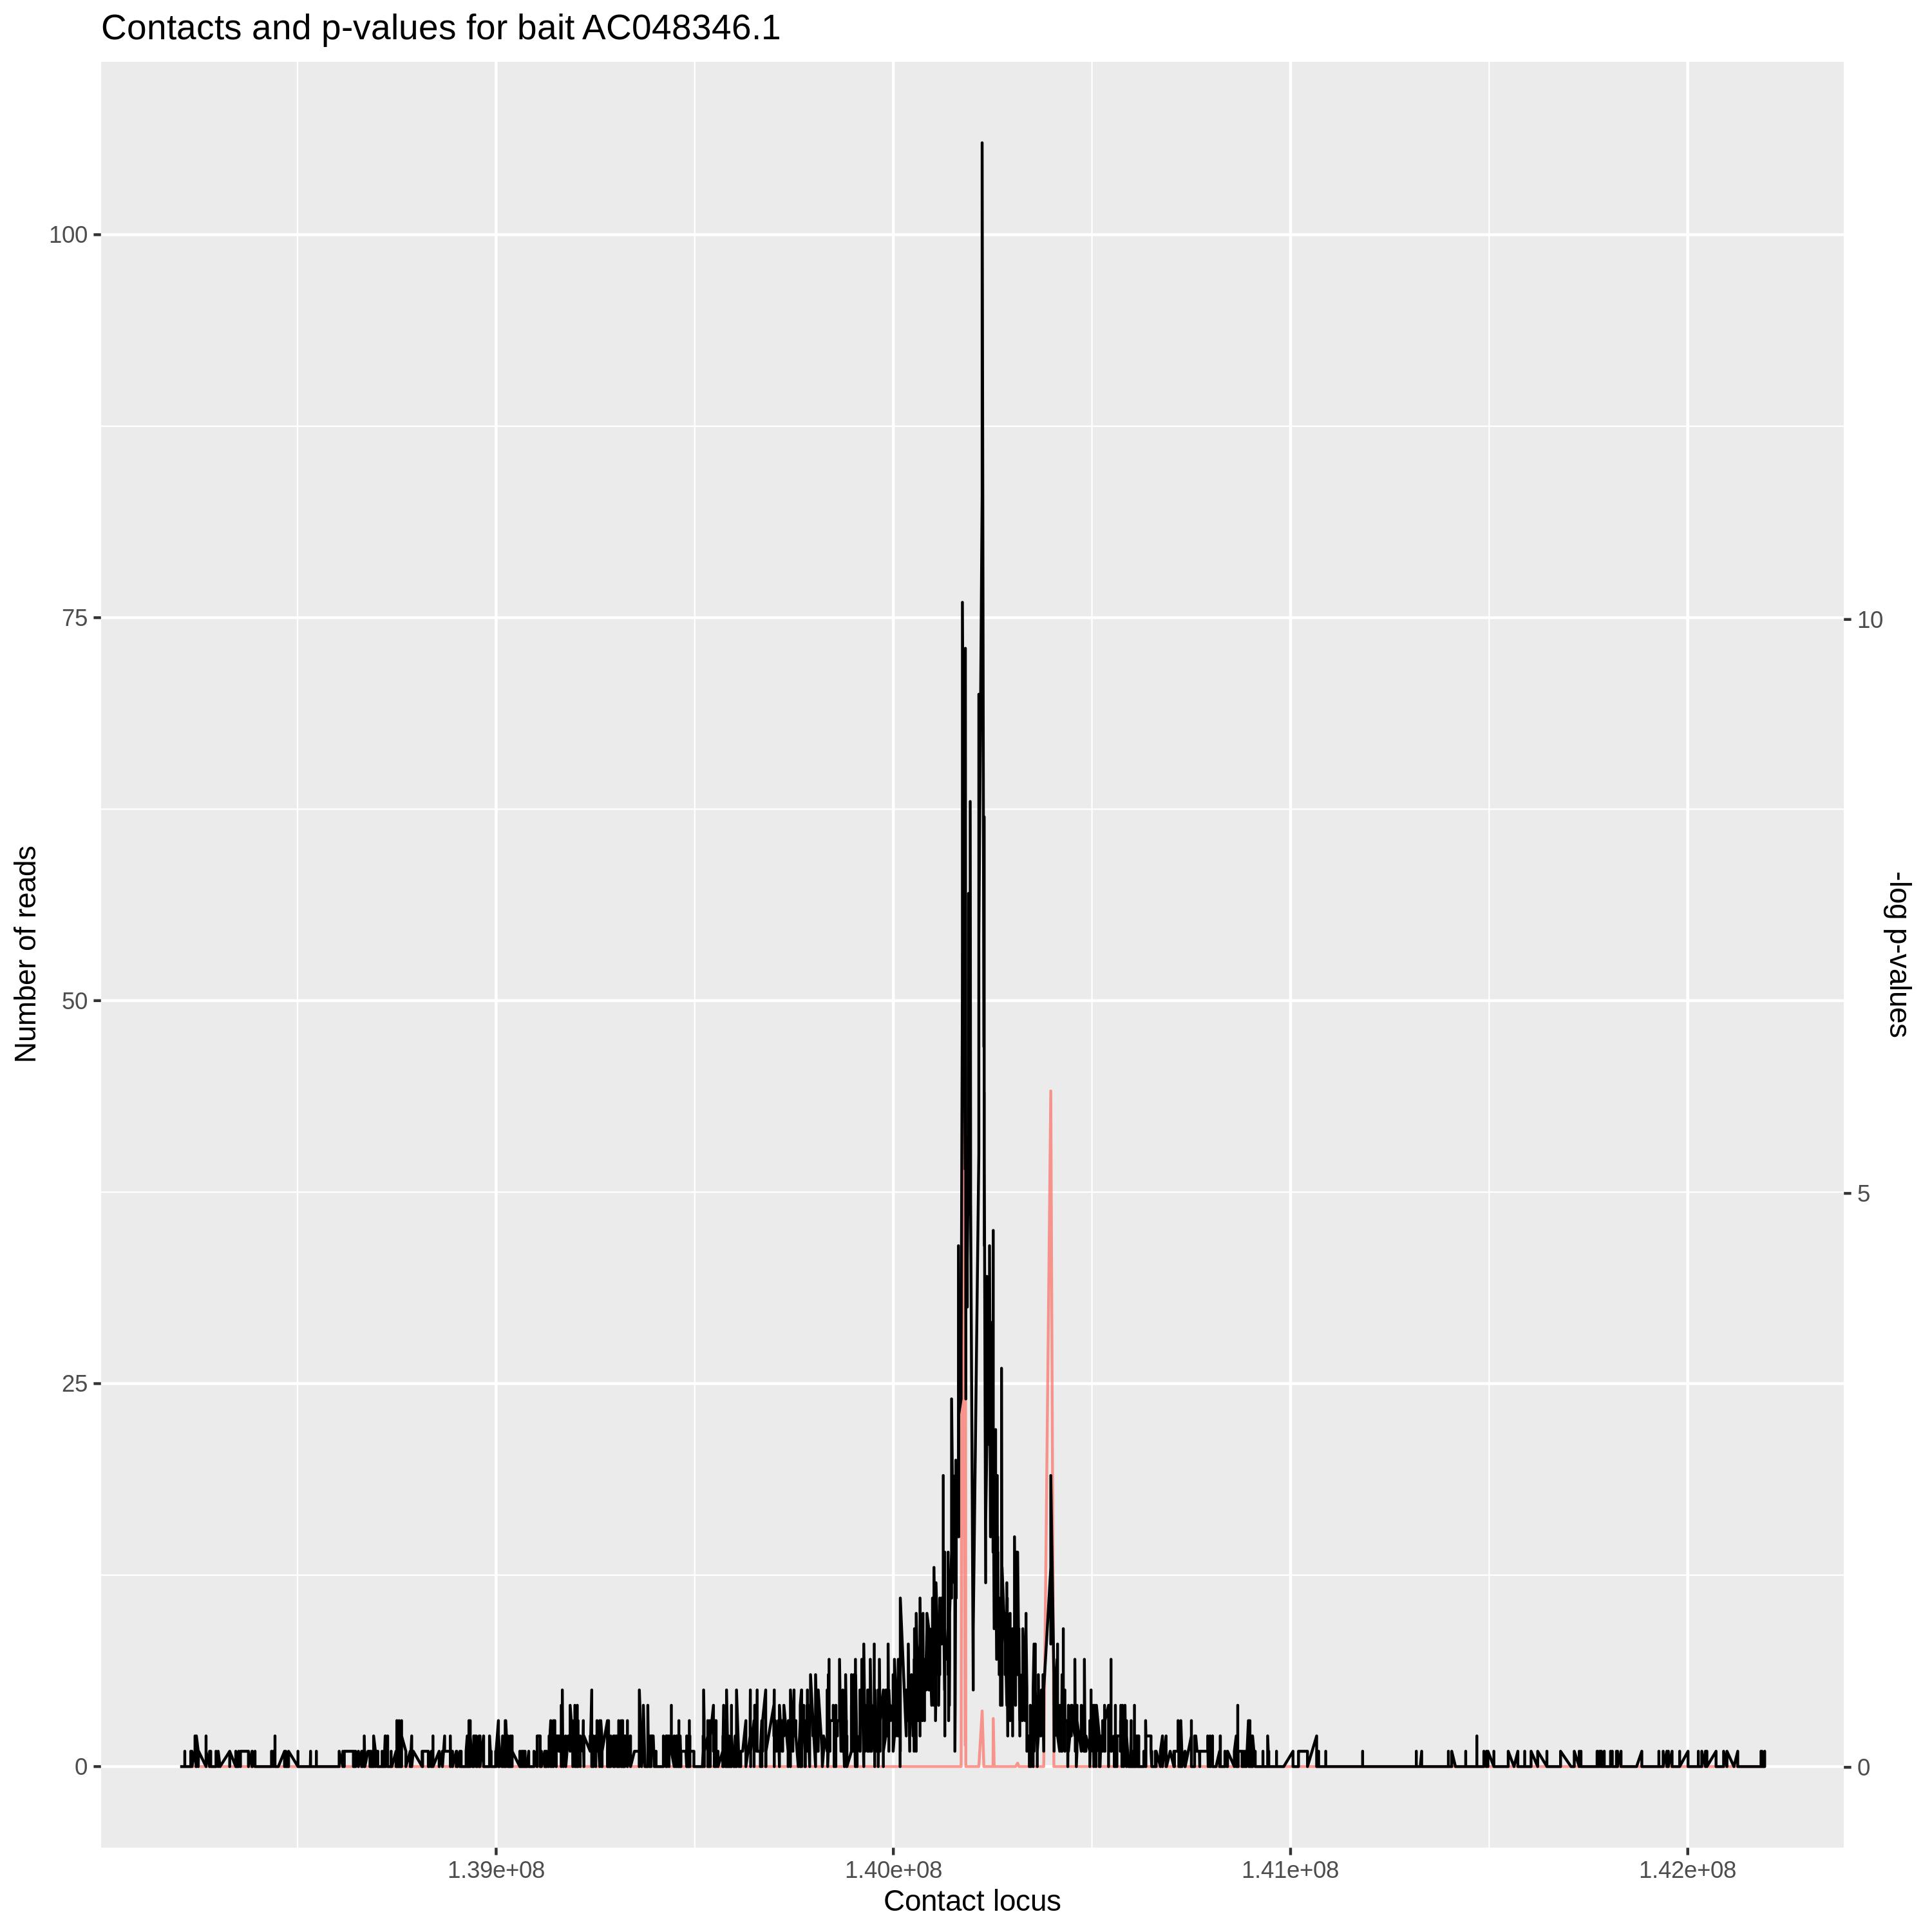 Contacts and p-values for bait AC048346.1
100
75
50
25
0
Number of reads
10
5
0
-log p-values
1.39e+08
1.40e+08
1.41e+08
1.42e+08
Contact locus